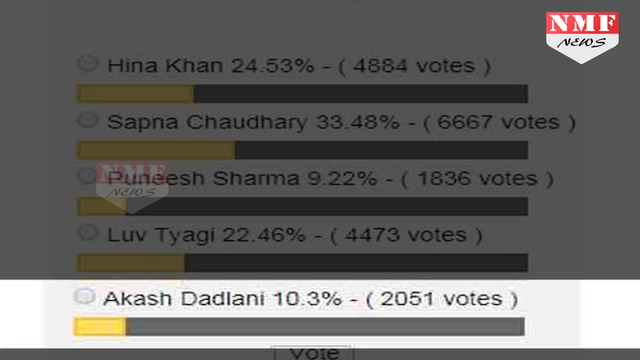 NMF
NEWS
Hina Khan 24.53% - ( 4884 votes )
Sapna Chaudhary 33.48% - ( 6667 votes )
Puneesh Sharma 9.22% - ( 1836 votes )
NMF
NEWS
Luv Tyagi 22.46% - ( 4473 votes )
Akash Dadlani 10.3% - ( 2051 votes )
Vote